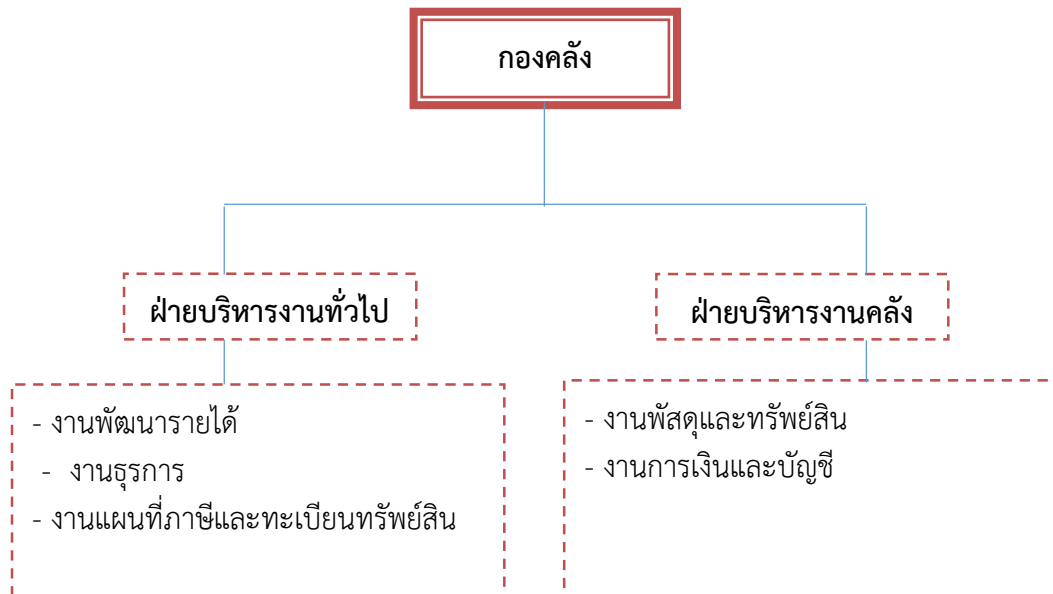 กองคลัง
ฝ่ายบริหารงานทั่วไป
ฝ่ายบริหารงานคลัง
- งานพัฒนารายได้
- งานธุรการ
- งานแผนที่ภาษีและทะเบียนทรัพย์สิน
- งานพัสดุและทรัพย์สิน
- งานการเงินและบัญชี